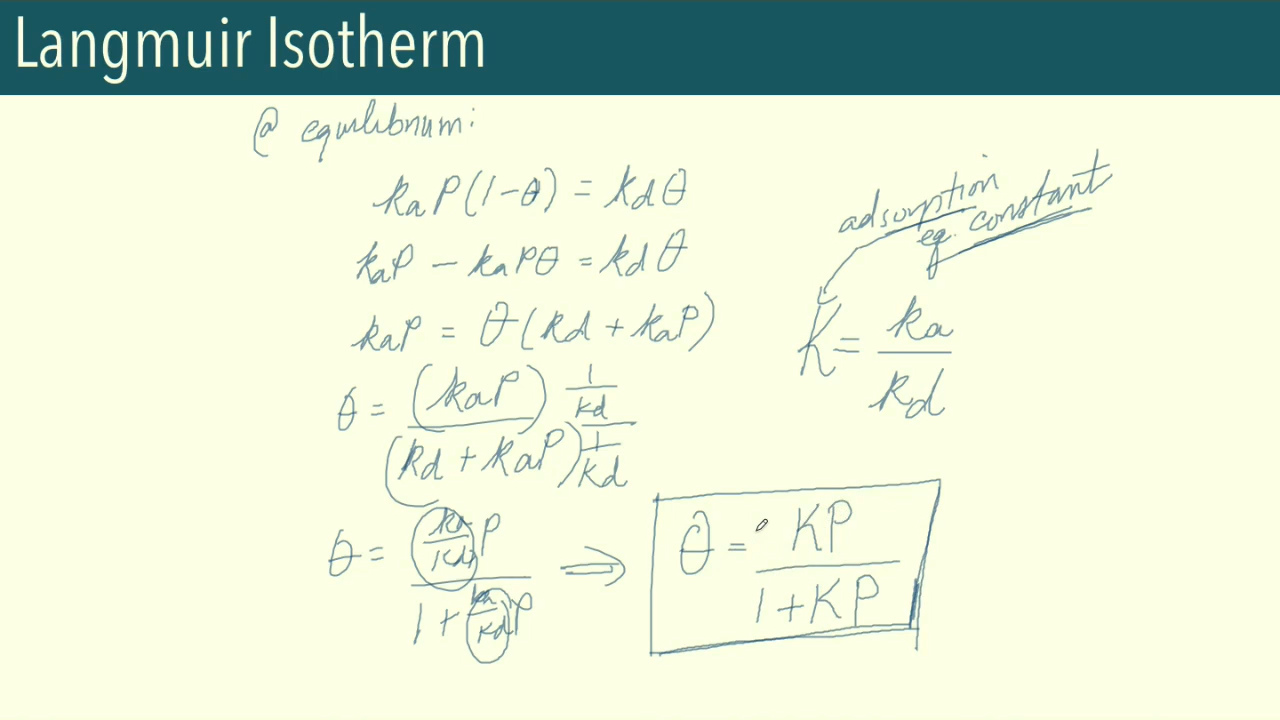 Langmuir Isotherm
@ equilibrium:
kaP(1-θ) = kdθ
kaP - kaPθ = kdθ
kaP = θ(kd + kaP)
θ = (kaP) 1/kd / (kd + kaP) 1/kd
θ = ka/kd P / 1 + ka/kd P ⇒ θ = KP / 1+KP
adsorption
eq. constant
K = ka / kd